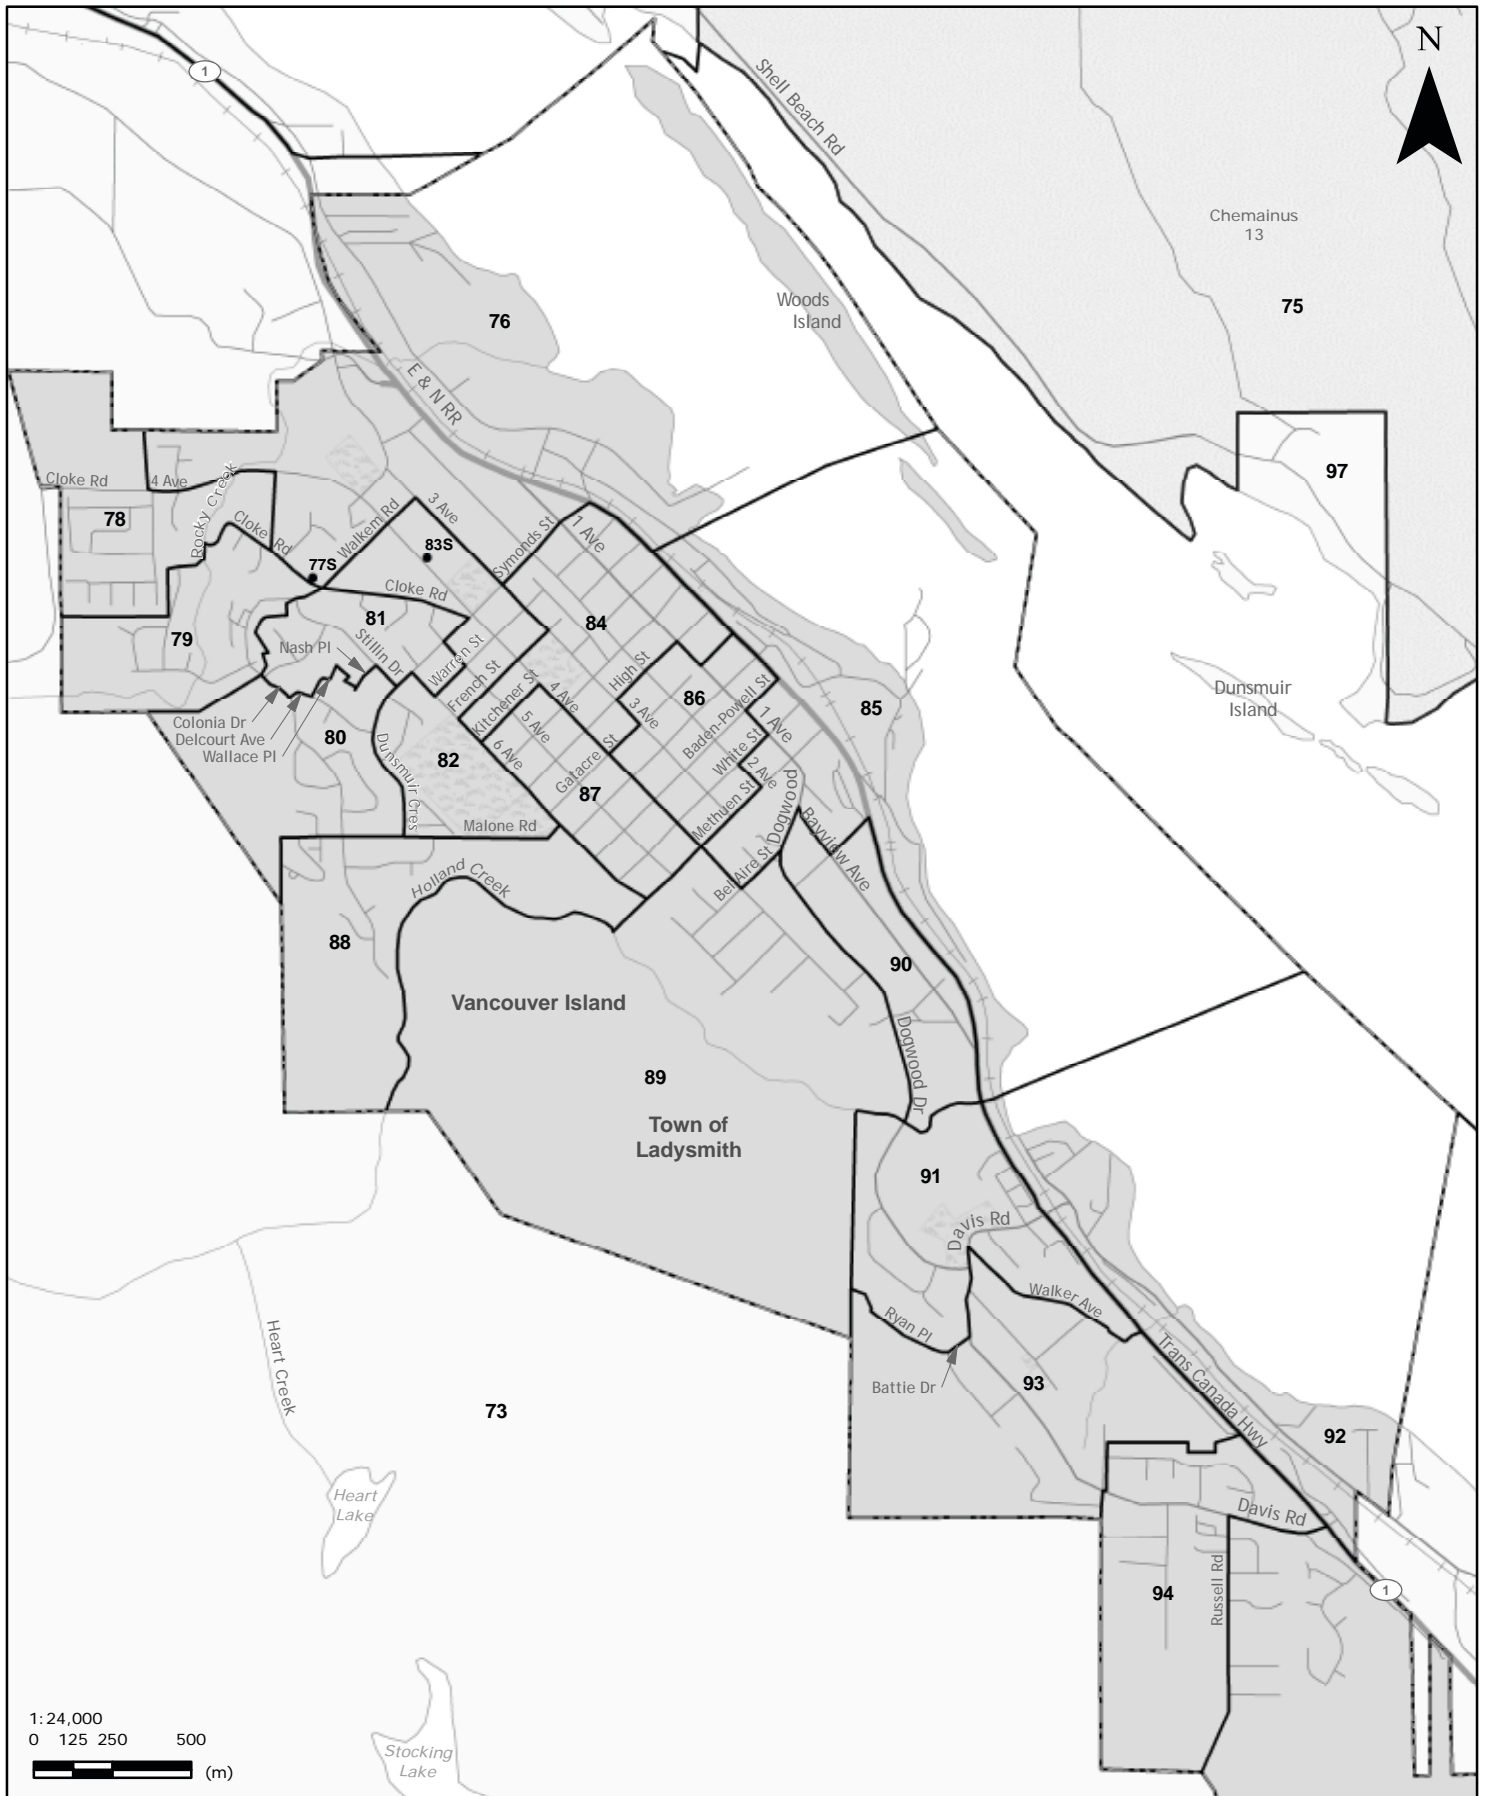 N
1
Shell Beach Rd
Chemainus
13
75
76
Woods
Island
E & N RR
97
Cloke Rd
4 Ave
Rocky Creek
78
Cloke Rd
Walkem Rd
3 Ave
83S
77S
Symonds St
1 Ave
Cloke Rd
81
84
79
Nash Pl
Stillin Dr
Warren St
French St
High St
Kitchener St
4 Ave
3 Ave
86
Baden-Powell St
85
Dunsmuir
Island
Colonia Dr
Delcourt Ave
Wallace Pl
80
Dunsmuir Cres
82
5 Ave
6 Ave
Gatacre St
1 Ave
White St
2 Ave
87
Methuen St
Dogwood
Bayview Ave
Malone Rd
Bel Aire St
Holland Creek
88
90
Vancouver Island
Dogwood Dr
89
Town of
Ladysmith
91
Davis Rd
Walker Ave
Ryan Pl
Heart Creek
Battie Dr
93
Trans Canada Hwy
73
92
Heart
Lake
Davis Rd
94
Russell Rd
1
1:24,000
0 125 250 500
(m)
Stocking
Lake